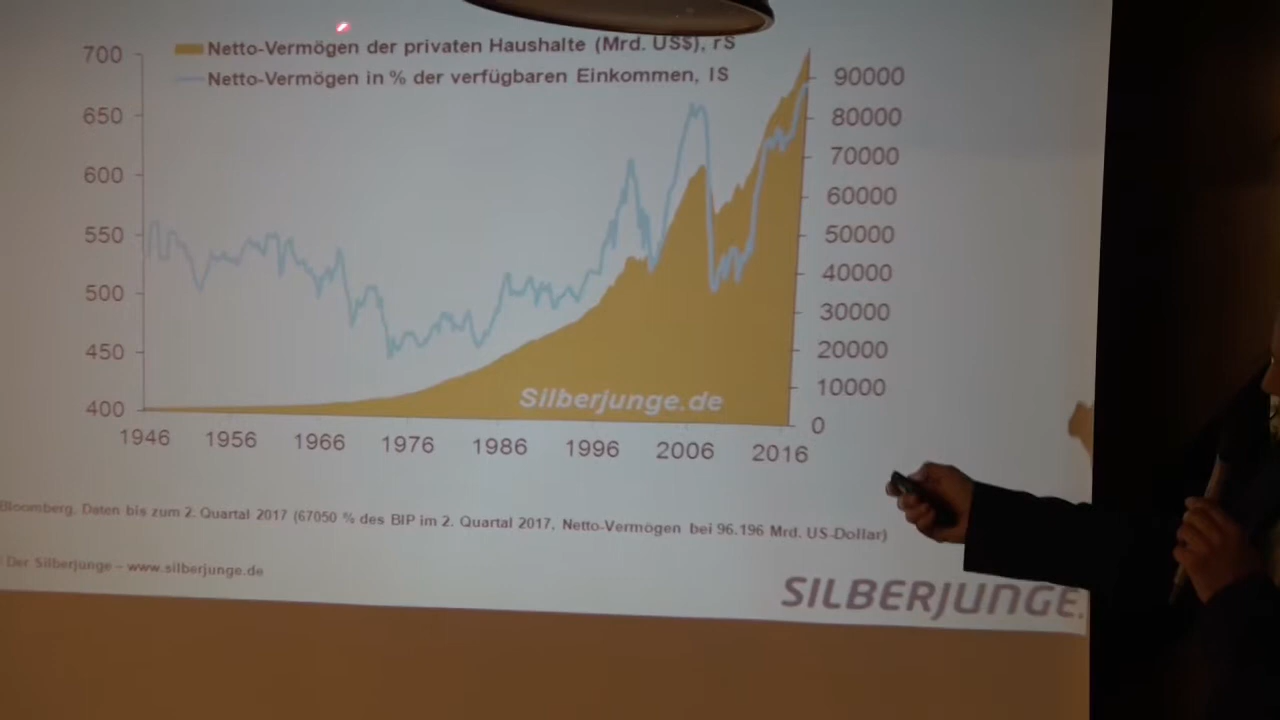 Netto-Vermögen der privaten Haushalte (Mrd. US$), rS
Netto-Vermögen in % der verfügbaren Einkommen, lS
700
650
600
550
500
450
400
90000
80000
70000
60000
50000
40000
30000
20000
10000
0
Silberjunge.de
1946 1956 1966 1976 1986 1996 2006 2016
Bloomberg. Daten bis zum 2. Quartal 2017 (67050 % des BIP im 2. Quartal 2017, Netto-Vermögen bei 96.196 Mrd. US-Dollar)
Der Silberjunge - www.silberjunge.de
SILBERJUNGE.